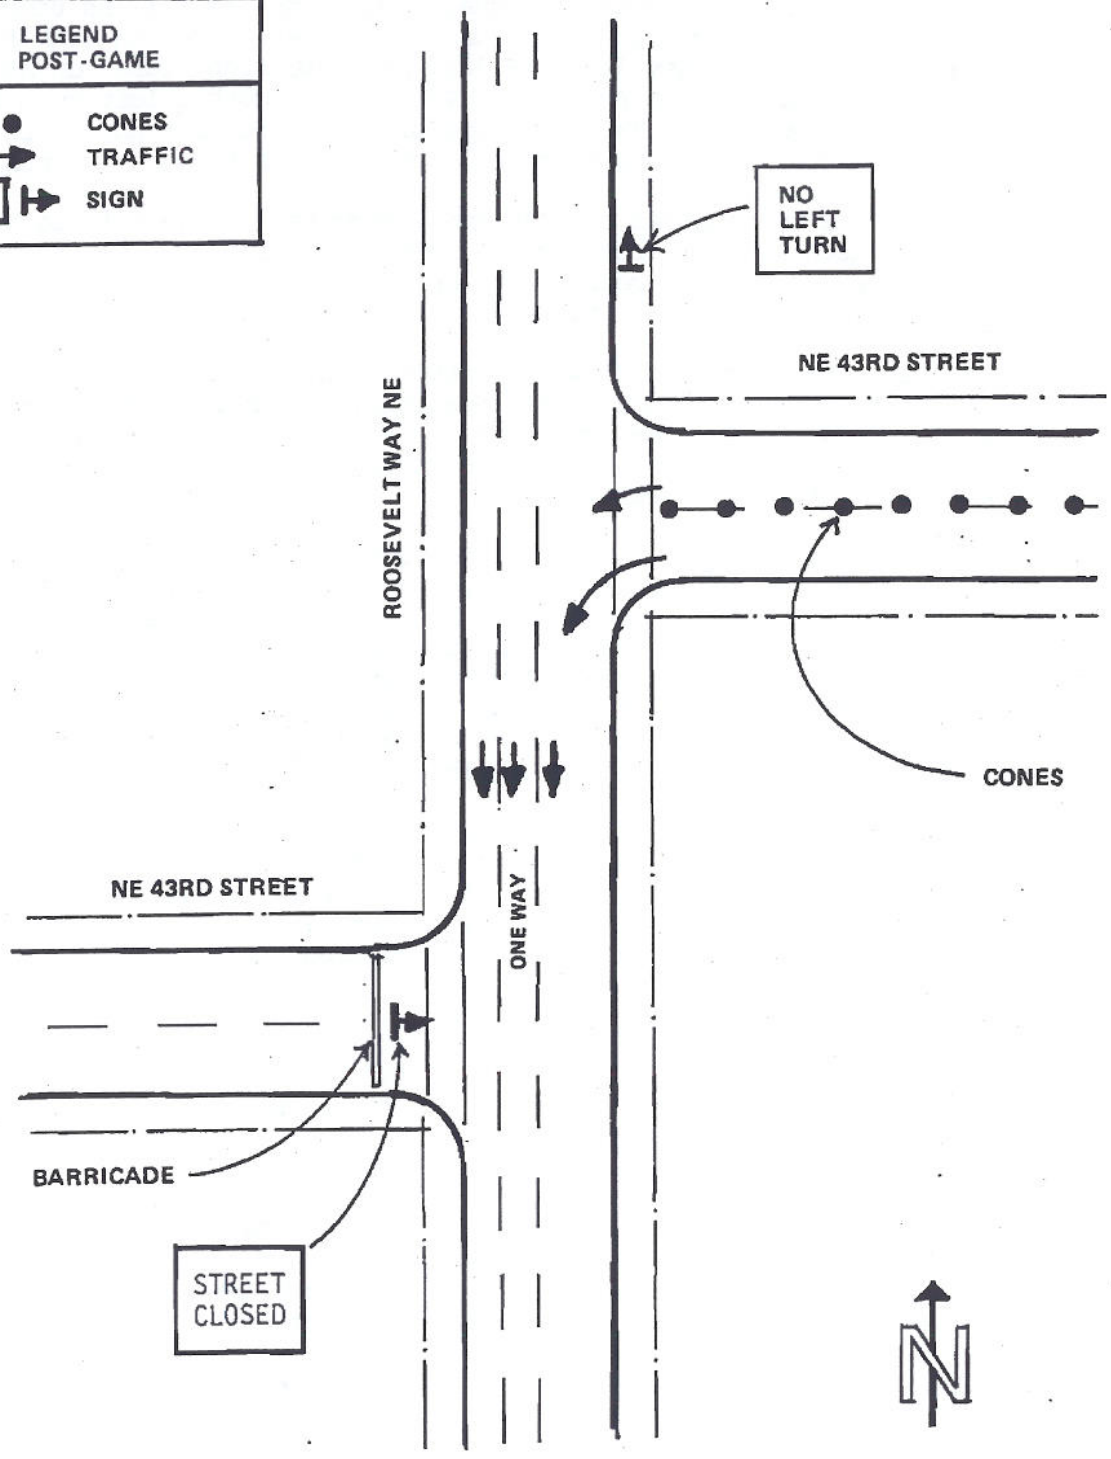 LEGEND
POST-GAME
CONES
TRAFFIC
SIGN
NO
LEFT
TURN
NE 43RD STREET
ROOSEVELT WAY NE
CONES
NE 43RD STREET
ONE WAY
BARRICADE
STREET
CLOSED
N